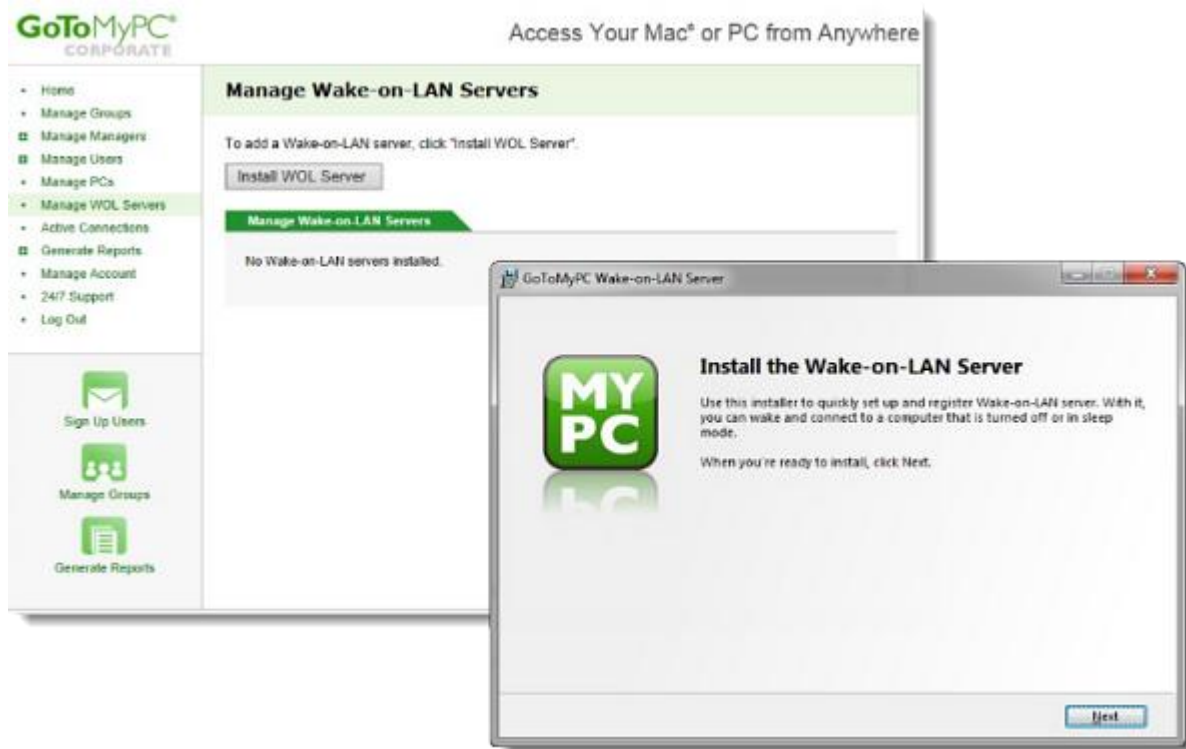 GoToMyPC®
CORPORATE
Access Your Mac® or PC from Anywhere
Home
Manage Groups
Manage Managers
Manage Users
Manage PCs
Manage WOL Servers
Active Connections
Generate Reports
Manage Account
24/7 Support
Log Out
Sign Up Users
Manage Groups
Generate Reports
Manage Wake-on-LAN Servers
To add a Wake-on-LAN server, click "Install WOL Server".
Install WOL Server
Manage Wake-on-LAN Servers
No Wake-on-LAN servers installed.
GoToMyPC Wake-on-LAN Server
MY
PC
Install the Wake-on-LAN Server
Use this installer to quickly set up and register Wake-on-LAN server. With it,
you can wake and connect to a computer that is turned off or in sleep
mode.
When you're ready to install, click Next.
Next